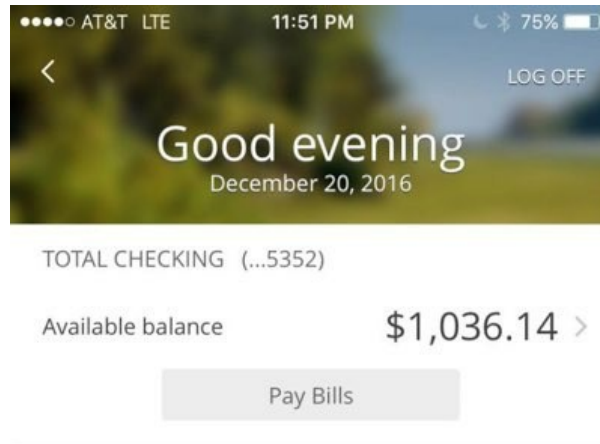 AT&T LTE 11:51 PM 75%
LOG OFF
Good evening
December 20, 2016
TOTAL CHECKING (...5352)
Available balance $1,036.14
Pay Bills